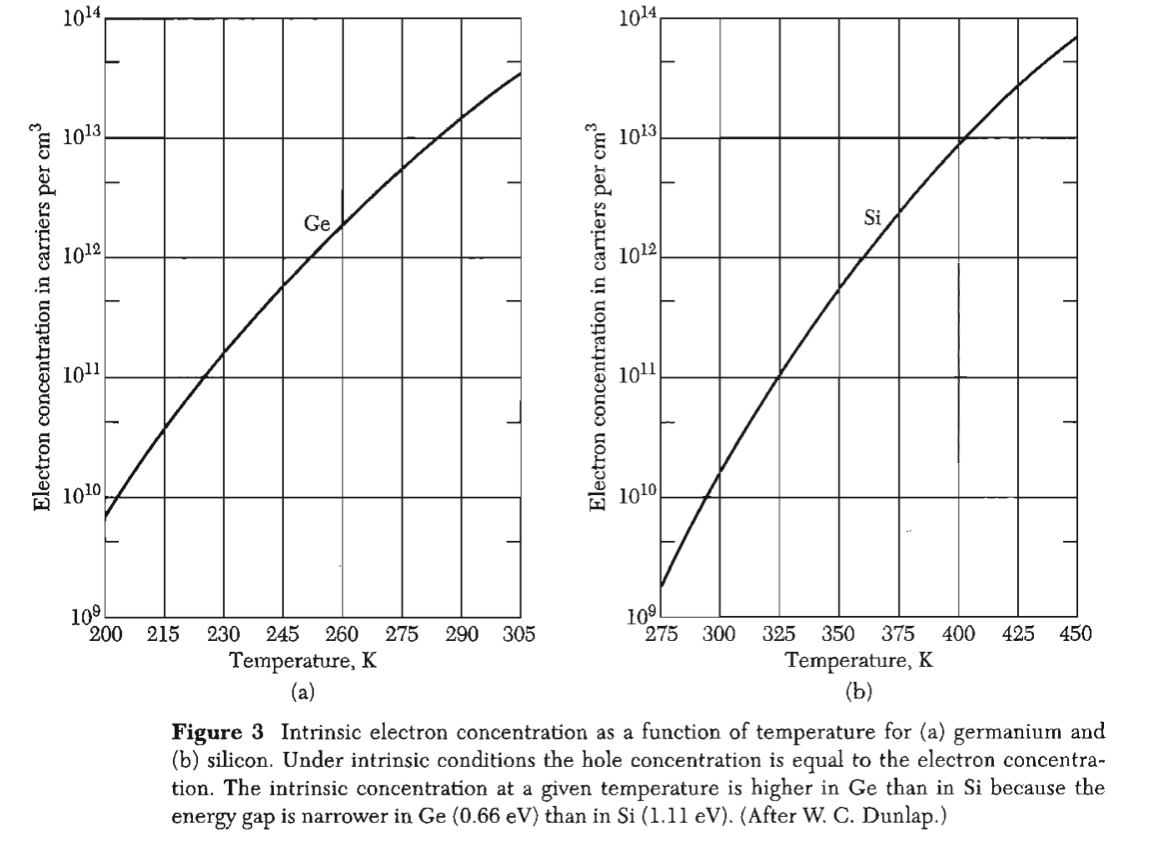 10¹⁴
10¹³
10¹²
10¹¹
10¹⁰
10⁹
Electron concentration in carriers per cm³
Ge
200 215 230 245 260 275 290 305
Temperature, K
(a)
10¹⁴
10¹³
10¹²
10¹¹
10¹⁰
10⁹
Electron concentration in carriers per cm³
Si
275 300 325 350 375 400 425 450
Temperature, K
(b)
Figure 3 Intrinsic electron concentration as a function of temperature for (a) germanium and
(b) silicon. Under intrinsic conditions the hole concentration is equal to the electron concentra-
tion. The intrinsic concentration at a given temperature is higher in Ge than in Si because the
energy gap is narrower in Ge (0.66 eV) than in Si (1.11 eV). (After W. C. Dunlap.)